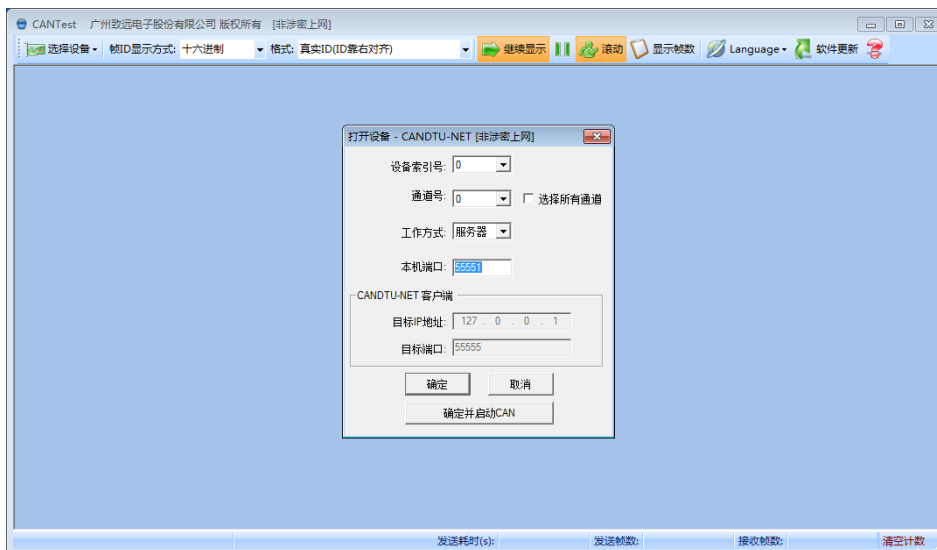 CANTest 广州致远电子股份有限公司 版权所有 [非涉密上网]
选择设备 帧ID显示方式: 十六进制 格式: 真实ID(ID靠右对齐) 继续显示 滚动 显示帧数 Language 软件更新
打开设备 - CANDTU-NET [非涉密上网]
设备索引号: 0
通道号: 0 选择所有通道
工作方式: 服务器
本机端口: 55551
CANDTU-NET 客户端
目标IP地址: 127 . 0 . 0 . 1
目标端口: 55555
确定 取消
确定并启动CAN
发送耗时(s): 发送帧数: 接收帧数: 清空计数